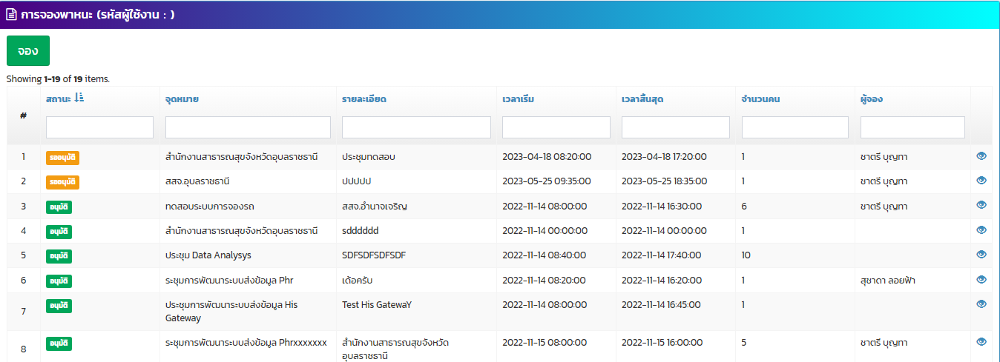 การจองพาหนะ (รหัสผู้ใช้งาน : )
จอง
Showing 1-19 of 19 items.
# สถานะ จุดหมาย รายละเอียด เวลาเริ่ม เวลาสิ้นสุด จำนวนคน ผู้จอง
1 รออนุมัติ สำนักงานสาธารณสุขจังหวัดอุบลราชธานี ประชุมทดสอบ 2023-04-18 08:20:00 2023-04-18 17:20:00 1 ชาตรี บุญทา
2 รออนุมัติ สสจ.อุบลราชธานี ปปปปป 2023-05-25 09:35:00 2023-05-25 18:35:00 1 ชาตรี บุญทา
3 อนุมัติ ทดสอบระบบการจองรถ สสจ.อำนาจเจริญ 2022-11-14 08:00:00 2022-11-14 16:30:00 6 ชาตรี บุญทา
4 อนุมัติ สำนักงานสาธารณสุขจังหวัดอุบลราชธานี sdddddd 2022-11-14 00:00:00 2022-11-14 00:00:00 1
5 อนุมัติ ประชุม Data Analysys SDFSDFSDFSDF 2022-11-14 08:40:00 2022-11-14 17:40:00 10
6 อนุมัติ ระชุมการพัฒนาระบบส่งข้อมูล Phr เด้อครับ 2022-11-14 08:20:00 2022-11-14 16:20:00 1 สุชาดา ลอยฟ้า
7 อนุมัติ ประชุมการพัฒนาระบบส่งข้อมูล His Test His GatewaY 2022-11-14 08:00:00 2022-11-14 16:45:00 1
Gateway
8 อนุมัติ ระชุมการพัฒนาระบบส่งข้อมูล Phrxxxxxxx สำนักงานสาธารณสุขจังหวัด 2022-11-15 08:00:00 2022-11-15 16:00:00 5 ชาตรี บุญทา
อุบลราชธานี